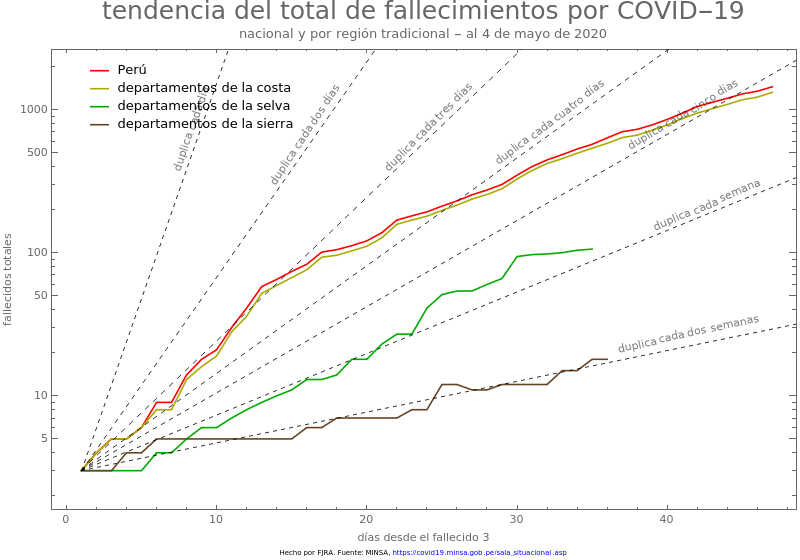 tendencia del total de fallecimientos por COVID−19
nacional y por región tradicional − al 4 de mayo de 2020
Perú
departamentos de la costa
departamentos de la selva
departamentos de la sierra
duplica cada día
duplica cada dos días
duplica cada tres días
duplica cada cuatro días
duplica cada cinco días
duplica cada semana
duplica cada dos semanas
fallecidos totales
1000
500
100
50
10
5
0 10 20 30 40
días desde el fallecido 3
Hecho por FJRA. Fuente: MINSA, https://covid19.minsa.gob.pe/sala_situacional.asp